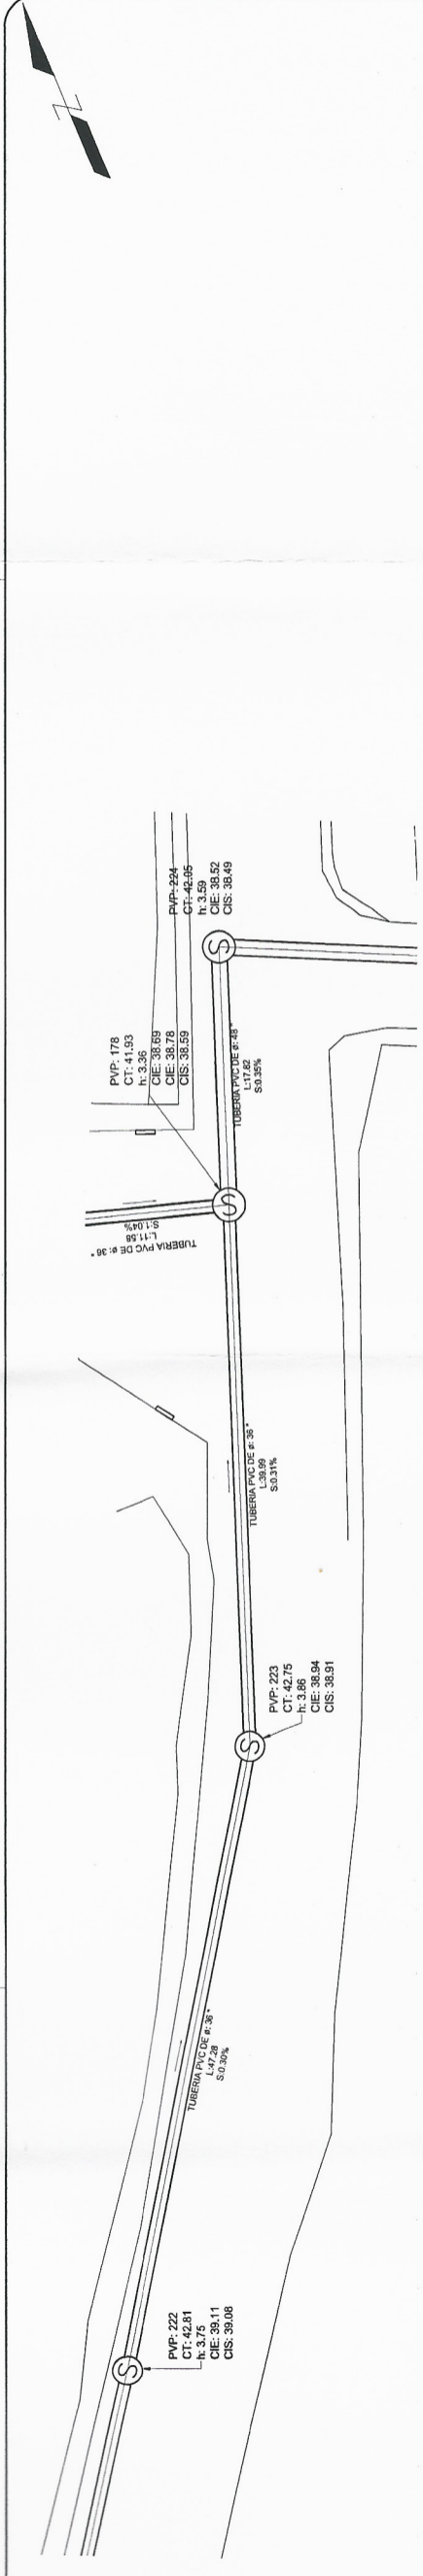 PVP: 224
CT: 42.05
h: 3.59
CIE: 38.52
CIS: 38.49
PVP: 178
CT: 41.93
h: 3.36
CIE: 38.69
CIE: 38.78
CIS: 38.59
TUBERIA PVC DE ø: 48"
L:17.62
S:0.35%
TUBERIA PVC DE ø: 36"
L:11.58
S:1.04%
TUBERIA PVC DE ø: 36"
L:39.99
S:0.31%
PVP: 223
CT: 42.75
h: 3.86
CIE: 38.94
CIS: 38.91
TUBERIA PVC DE ø: 36"
L:47.28
S:0.30%
PVP: 222
CT: 42.81
h: 3.75
CIE: 39.11
CIS: 39.08
N
S
S
S
S